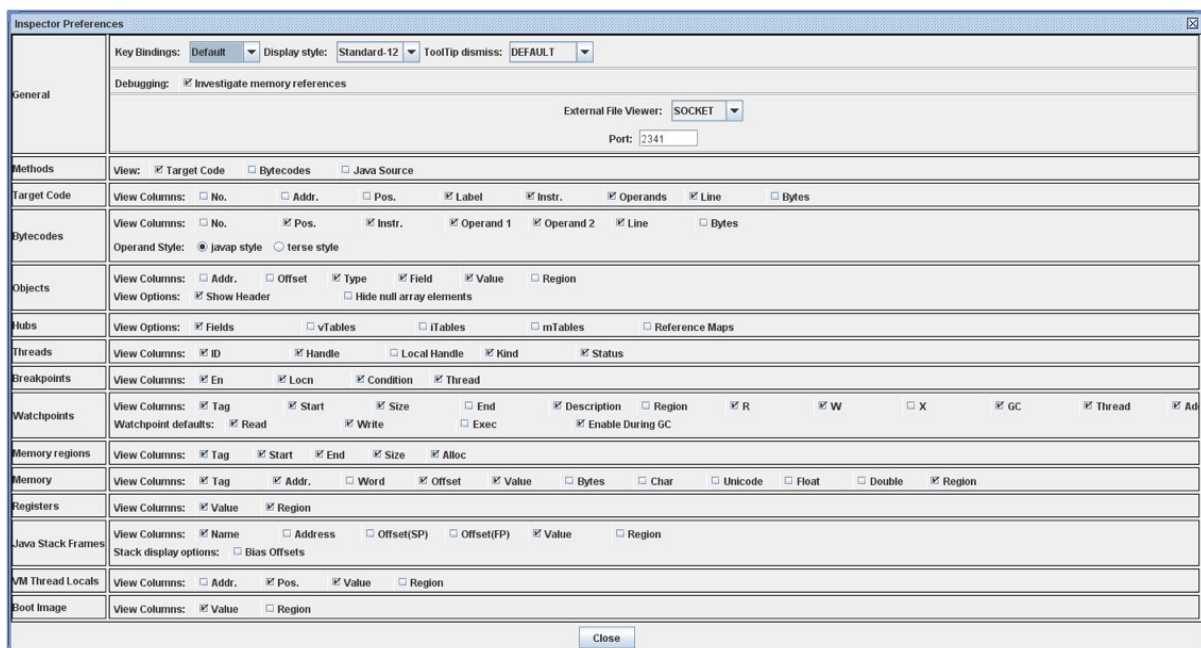 Inspector Preferences
General
Key Bindings: Default Display style: Standard-12 ToolTip dismiss: DEFAULT
Debugging: Investigate memory references
External File Viewer: SOCKET
Port: 2341
Methods
View: Target Code Bytecodes Java Source
Target Code
View Columns: No. Addr. Pos. Label Instr. Operands Line Bytes
Bytecodes
View Columns: No. Pos. Instr. Operand 1 Operand 2 Line Bytes
Operand Style: javap style terse style
Objects
View Columns: Addr. Offset Type Field Value Region
View Options: Show Header Hide null array elements
Hubs
View Options: Fields vTables iTables mTables Reference Maps
Threads
View Columns: ID Handle Local Handle Kind Status
Breakpoints
View Columns: En Locn Condition Thread
Watchpoints
View Columns: Tag Start Size End Description Region R W X GC Thread Ad
Watchpoint defaults: Read Write Exec Enable During GC
Memory regions
View Columns: Tag Start End Size Alloc
Memory
View Columns: Tag Addr. Word Offset Value Bytes Char Unicode Float Double Region
Registers
View Columns: Value Region
Java Stack Frames
View Columns: Name Address Offset(SP) Offset(FP) Value Region
Stack display options: Bias Offsets
VM Thread Locals
View Columns: Addr. Pos. Value Region
Boot Image
View Columns: Value Region
Close